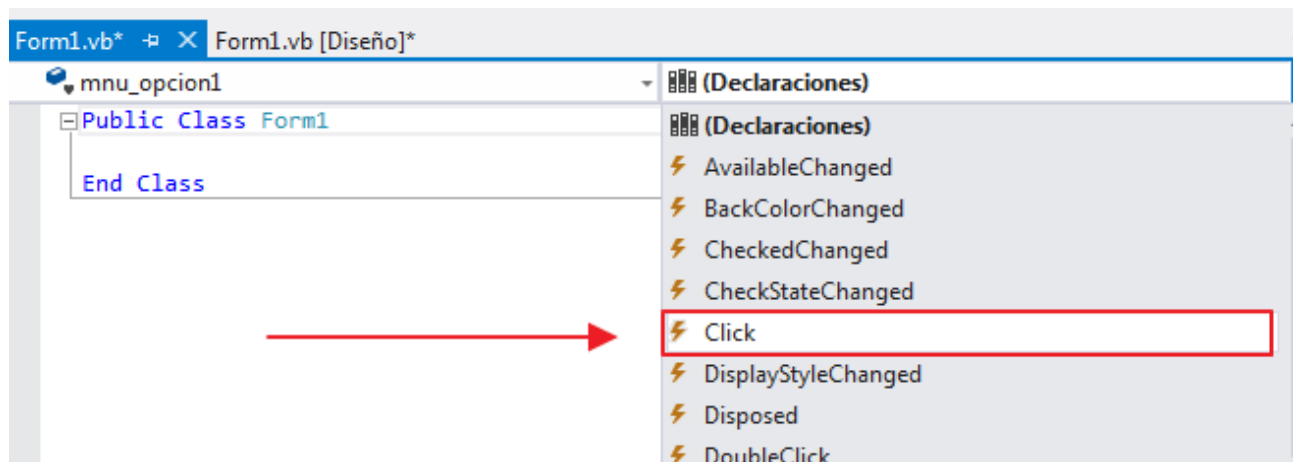 Form1.vb* Form1.vb [Diseño]*
mnu_opcion1 (Declaraciones)
Public Class Form1
End Class
(Declaraciones)
AvailableChanged
BackColorChanged
CheckedChanged
CheckStateChanged
Click
DisplayStyleChanged
Disposed
DoubleClick